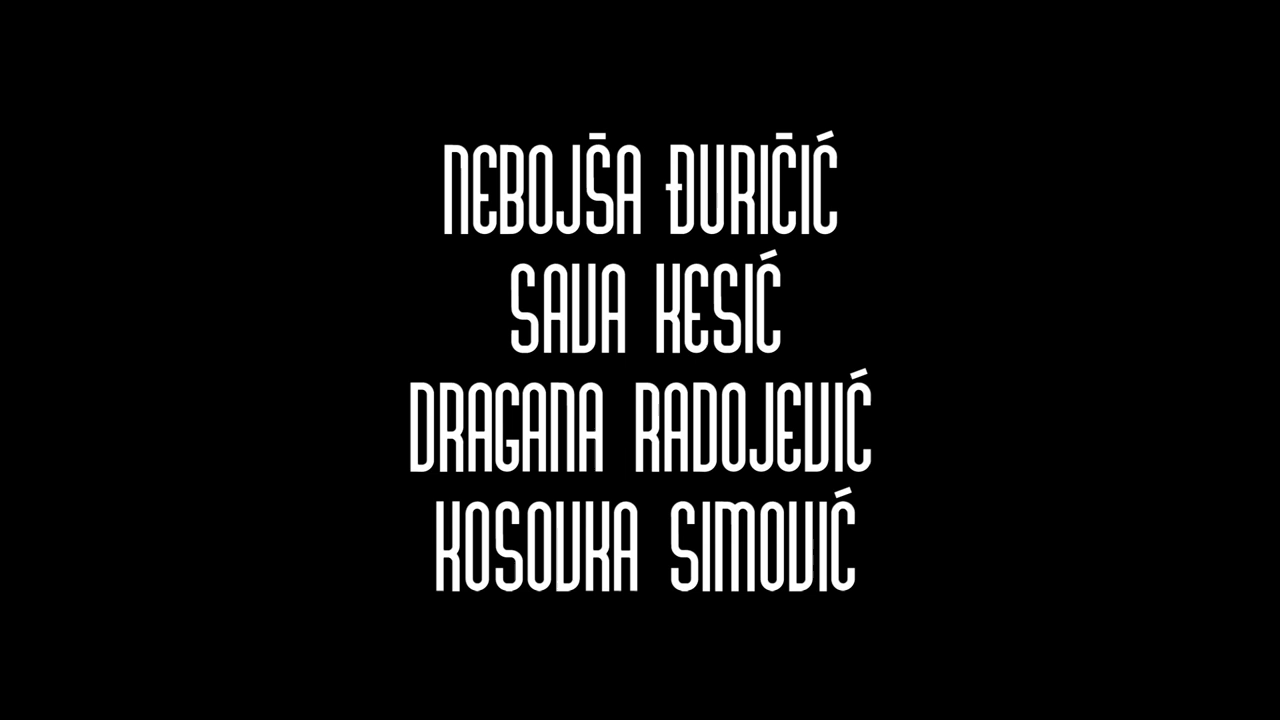 NEBOJŠA ĐURIČIĆ
SAVA KESIĆ
DRAGANA RADOJEVIĆ
KOSOVKA SIMOVIĆ